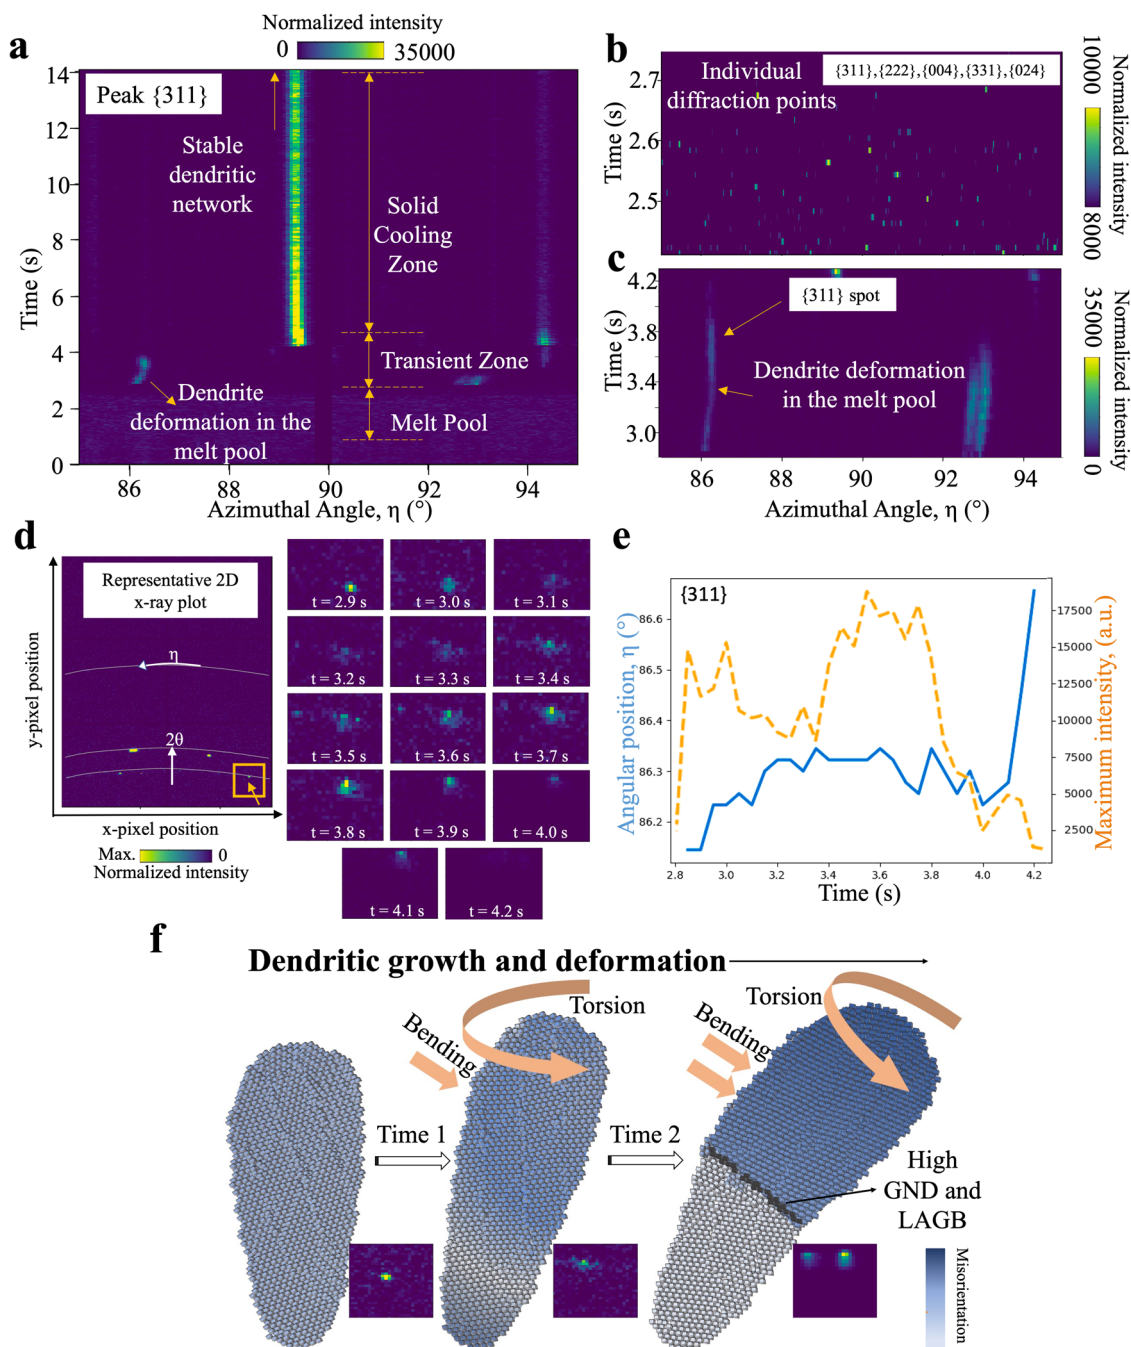 a
Normalized intensity
0
35000
Peak {311}
Stable
dendritic
network
Solid
Cooling
Zone
Transient Zone
Dendrite
deformation in the
melt pool
Melt Pool
Time (s)
14
12
10
8
6
4
2
0
86 88 90 92 94
Azimuthal Angle, η (°)
b
Individual
diffraction points
{311},{222},{004},{331},{024}
Time (s)
2.7
2.6
2.5
10000
8000
Normalized intensity
c
{311} spot
Dendrite deformation
in the melt pool
Time (s)
4.2
3.8
3.4
3.0
86 88 90 92 94
Azimuthal Angle, η (°)
35000
0
Normalized intensity
d
Representative 2D
x-ray plot
η
2θ
y-pixel position
x-pixel position
Max. 0
Normalized intensity
t = 2.9 s
t = 3.0 s
t = 3.1 s
t = 3.2 s
t = 3.3 s
t = 3.4 s
t = 3.5 s
t = 3.6 s
t = 3.7 s
t = 3.8 s
t = 3.9 s
t = 4.0 s
t = 4.1 s
t = 4.2 s
e
{311}
Angular position, η (°)
86.6
86.5
86.4
86.3
86.2
Maximum intensity, (a.u.)
17500
15000
12500
10000
7500
5000
2500
2.8 3.0 3.2 3.4 3.6 3.8 4.0 4.2
Time (s)
f
Dendritic growth and deformation
Bending
Torsion
Time 1
Bending
Torsion
Time 2
High
GND and
LAGB
Misorientation